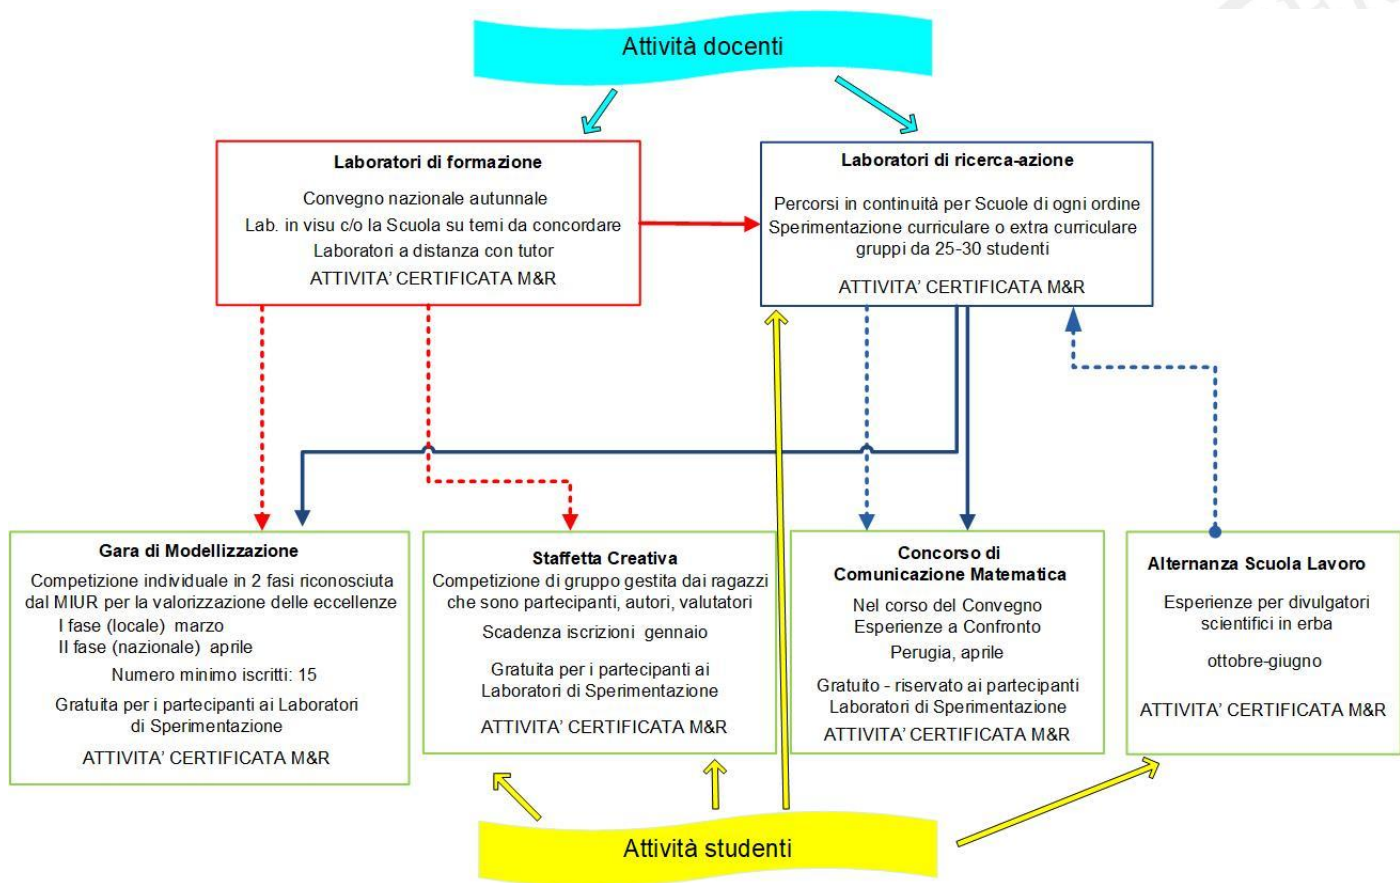 Attività docenti
Laboratori di formazione
Convegno nazionale autunnale
Lab. in visu c/o la Scuola su temi da concordare
Laboratori a distanza con tutor
ATTIVITA’ CERTIFICATA M&R
Laboratori di ricerca-azione
Percorsi in continuità per Scuole di ogni ordine
Sperimentazione curriculare o extra curriculare
gruppi da 25-30 studenti
ATTIVITA’ CERTIFICATA M&R
Gara di Modellizzazione
Competizione individuale in 2 fasi riconosciuta
dal MIUR per la valorizzazione delle eccellenze
I fase (locale) marzo
II fase (nazionale) aprile
Numero minimo iscritti: 15
Gratuita per i partecipanti ai Laboratori
di Sperimentazione
ATTIVITA’ CERTIFICATA M&R
Staffetta Creativa
Competizione di gruppo gestita dai ragazzi
che sono partecipanti, autori, valutatori
Scadenza iscrizioni gennaio
Gratuita per i partecipanti ai
Laboratori di Sperimentazione
ATTIVITA’ CERTIFICATA M&R
Concorso di
Comunicazione Matematica
Nel corso del Convegno
Esperienze a Confronto
Perugia, aprile
Gratuito - riservato ai partecipanti
Laboratori di Sperimentazione
ATTIVITA’ CERTIFICATA M&R
Alternanza Scuola Lavoro
Esperienze per divulgatori
scientifici in erba
ottobre-giugno
ATTIVITA’ CERTIFICATA M&R
Attività studenti